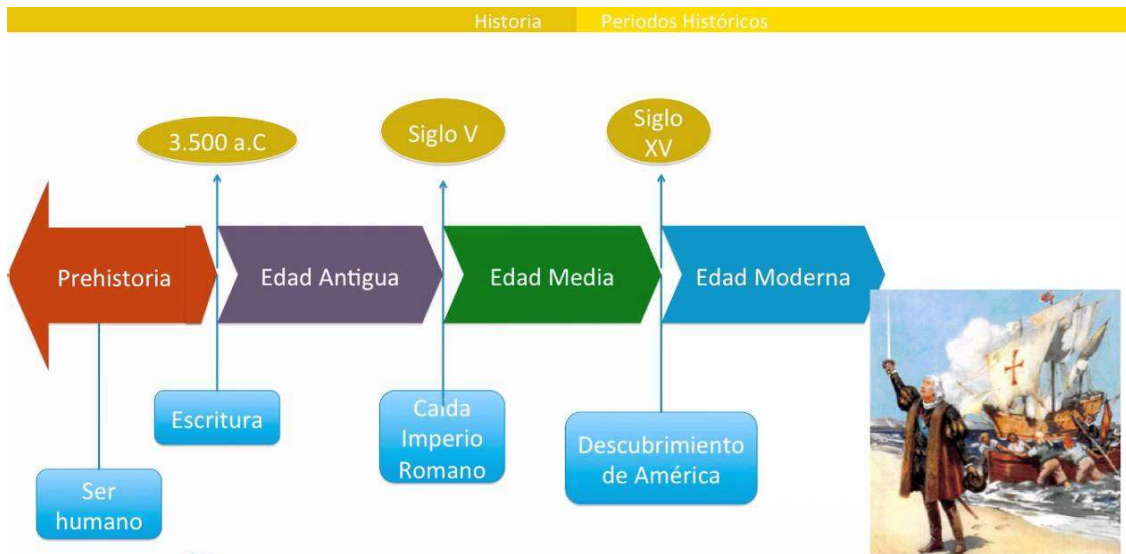 Historia
Periodos Históricos
3.500 a.C
Siglo V
Siglo
XV
Prehistoria
Edad Antigua
Edad Media
Edad Moderna
Escritura
Caída
Imperio
Romano
Descubrimiento
de América
Ser
humano